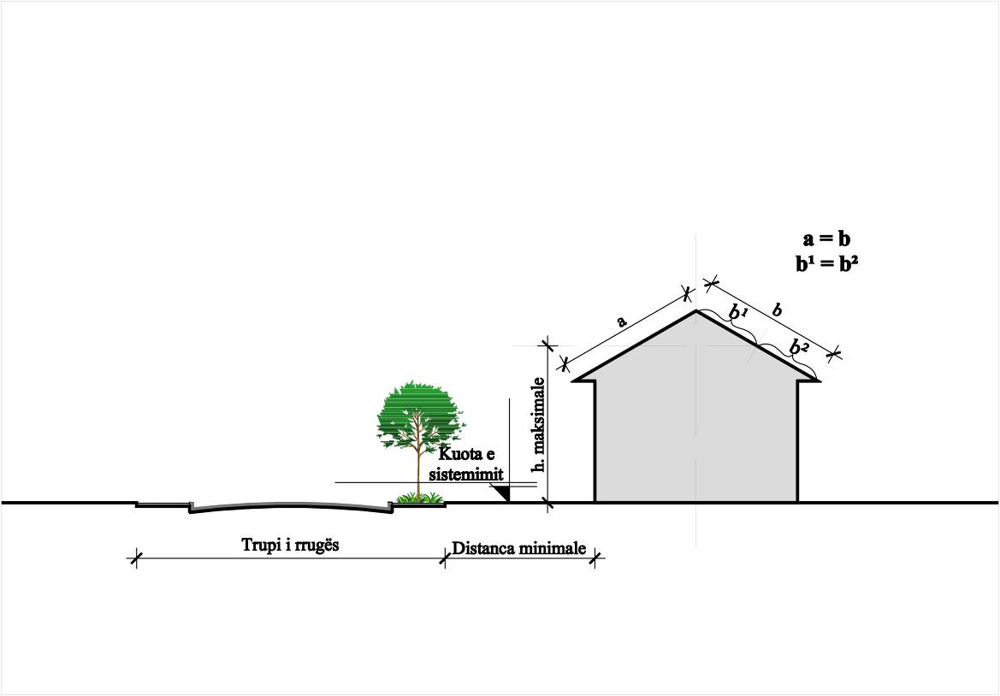 a = b
b¹ = b²
a
b¹
b
b²
h. maksimale
Kuota e
sistemimit
Trupi i rrugës
Distanca minimale